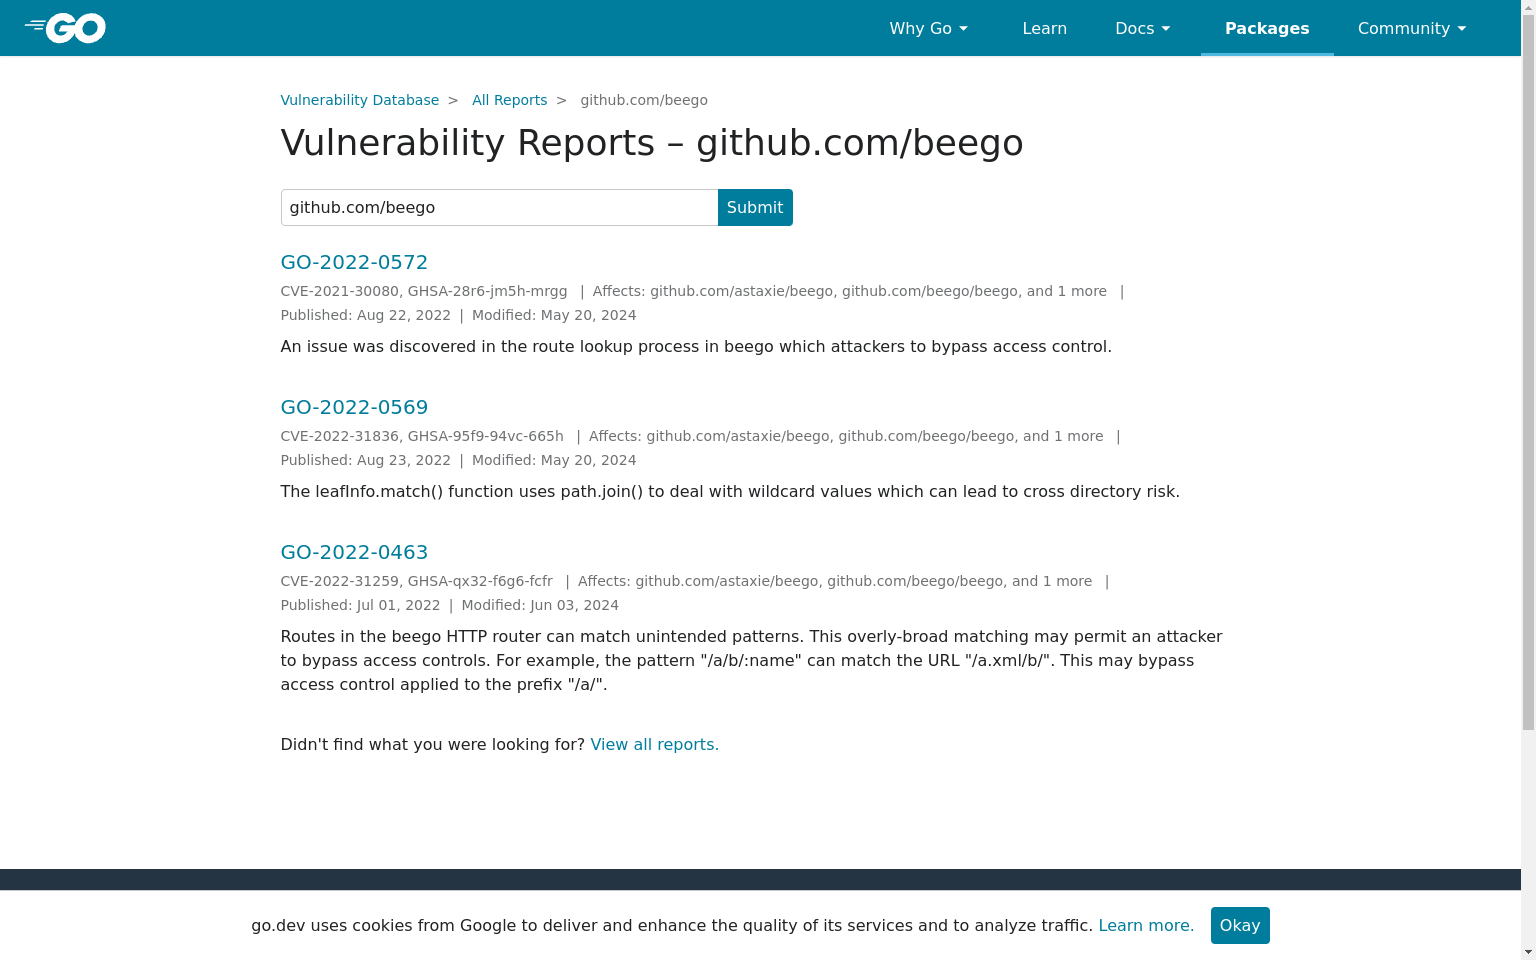 GO
Why Go
Learn
Docs
Packages
Community
Vulnerability Database > All Reports > github.com/beego
Vulnerability Reports – github.com/beego
github.com/beego
Submit
GO-2022-0572
CVE-2021-30080, GHSA-28r6-jm5h-mrgg | Affects: github.com/astaxie/beego, github.com/beego/beego, and 1 more |
Published: Aug 22, 2022 | Modified: May 20, 2024
An issue was discovered in the route lookup process in beego which attackers to bypass access control.
GO-2022-0569
CVE-2022-31836, GHSA-95f9-94vc-665h | Affects: github.com/astaxie/beego, github.com/beego/beego, and 1 more |
Published: Aug 23, 2022 | Modified: May 20, 2024
The leafInfo.match() function uses path.join() to deal with wildcard values which can lead to cross directory risk.
GO-2022-0463
CVE-2022-31259, GHSA-qx32-f6g6-fcfr | Affects: github.com/astaxie/beego, github.com/beego/beego, and 1 more |
Published: Jul 01, 2022 | Modified: Jun 03, 2024
Routes in the beego HTTP router can match unintended patterns. This overly-broad matching may permit an attacker
to bypass access controls. For example, the pattern "/a/b/:name" can match the URL "/a.xml/b/". This may bypass
access control applied to the prefix "/a/".
Didn't find what you were looking for? View all reports.
go.dev uses cookies from Google to deliver and enhance the quality of its services and to analyze traffic. Learn more.
Okay